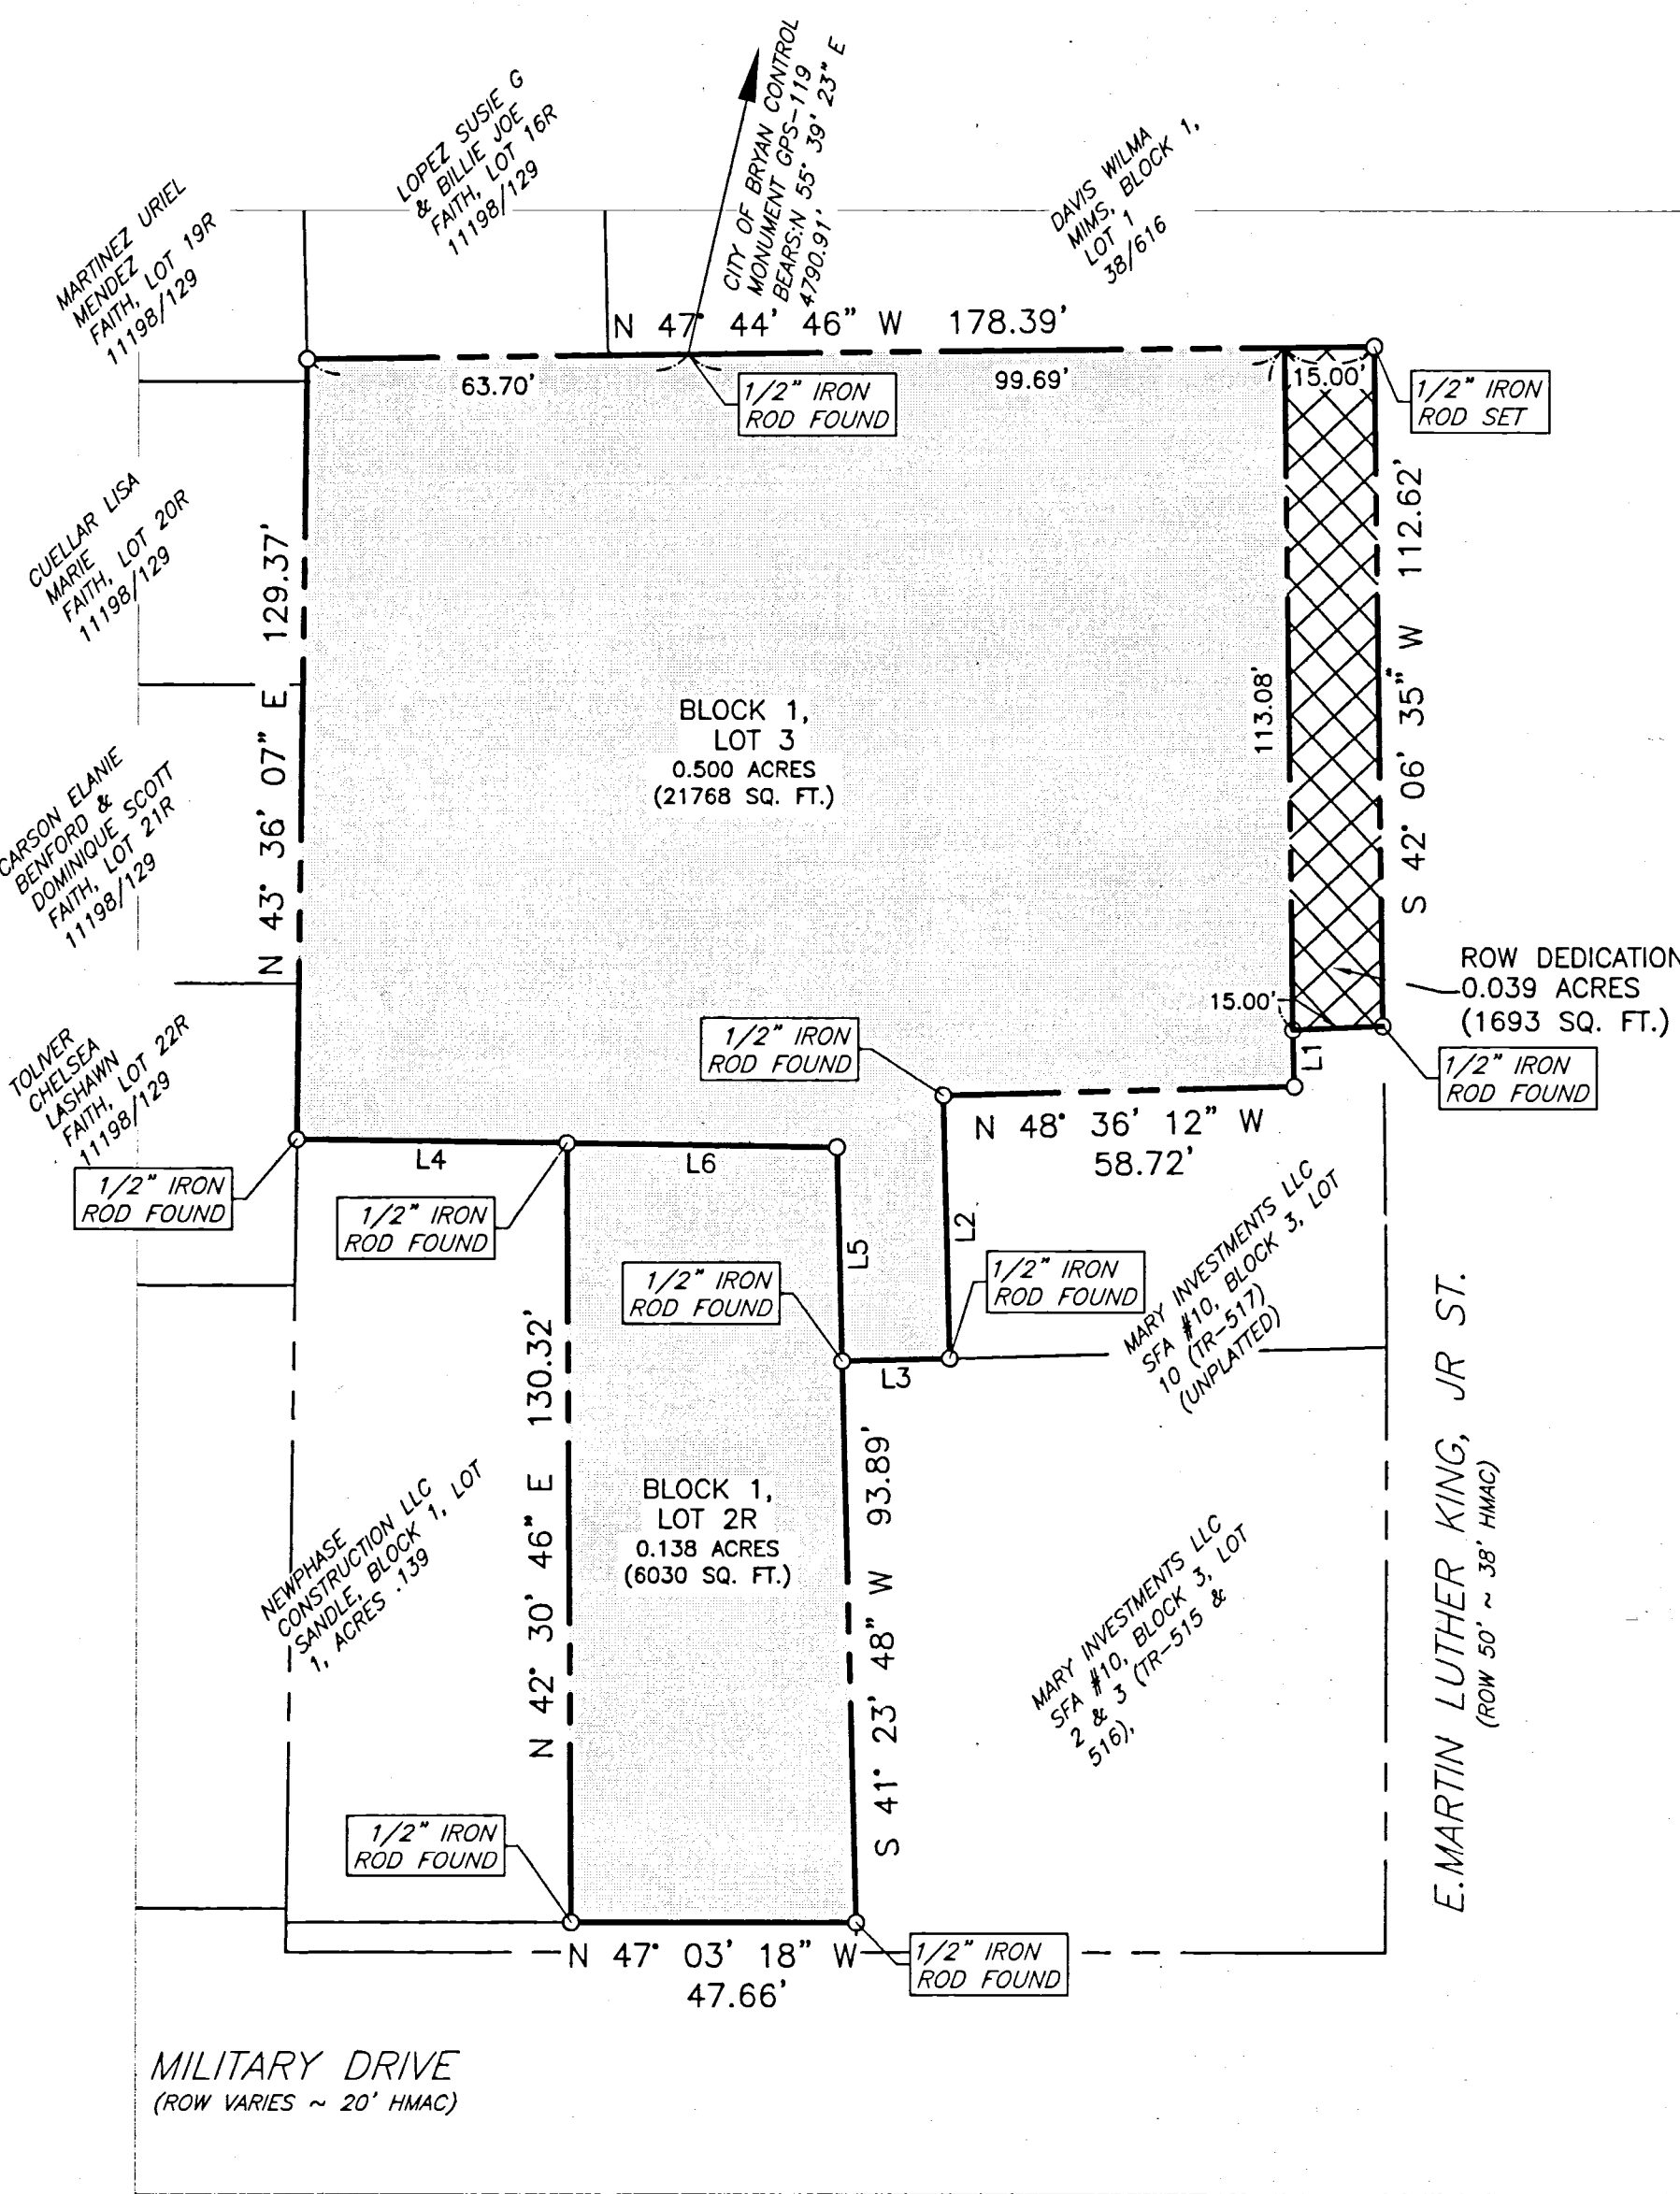 LOPEZ SUSIE G
& BILLIE JOE
FAITH, LOT 16R
11198/129
CITY OF BRYAN CONTROL
MONUMENT GPS-119
BEARS:N 55° 39' 23" E
4790.91'
DAVIS WILMA
MIMS, BLOCK 1,
LOT 1
38/616
MARTINEZ URIEL
MENDEZ
FAITH, LOT 19R
11198/129
N 47° 44' 46" W 178.39'
63.70'
1/2" IRON
ROD FOUND
99.69'
15.00'
1/2" IRON
ROD SET
CUELLAR LISA
MARIE
FAITH, LOT 20R
11198/129
N 43° 36' 07" E 129.37'
S 42° 06' 35" W 112.62'
113.08'
BLOCK 1,
LOT 3
0.500 ACRES
(21768 SQ. FT.)
CARSON ELANIE
BENFORD &
DOMINIQUE SCOTT
FAITH, LOT 21R
11198/129
ROW DEDICATION
0.039 ACRES
(1693 SQ. FT.)
15.00'
L1
1/2" IRON
ROD FOUND
1/2" IRON
ROD FOUND
TOLIVER
CHELSEA
LASHAWN
FAITH, LOT 22R
11198/129
N 48° 36' 12" W
58.72'
L4
L6
1/2" IRON
ROD FOUND
1/2" IRON
ROD FOUND
L5
L2
1/2" IRON
ROD FOUND
1/2" IRON
ROD FOUND
MARY INVESTMENTS LLC
SFA #10, BLOCK 3, LOT
10 (TR-517)
(UNPLATTED)
L3
N 42° 30' 46" E 130.32'
S 41° 23' 48" W 93.89'
BLOCK 1,
LOT 2R
0.138 ACRES
(6030 SQ. FT.)
NEWPHASE
CONSTRUCTION LLC
SANDLE, BLOCK 1, LOT
1, ACRES .139
MARY INVESTMENTS LLC
SFA #10, BLOCK 3, LOT
2 & 3 (TR-515 &
516),
E.MARTIN LUTHER KING, JR ST.
(ROW 50' ~ 38' HMAC)
1/2" IRON
ROD FOUND
N 47° 03' 18" W
47.66'
1/2" IRON
ROD FOUND
MILITARY DRIVE
(ROW VARIES ~ 20' HMAC)